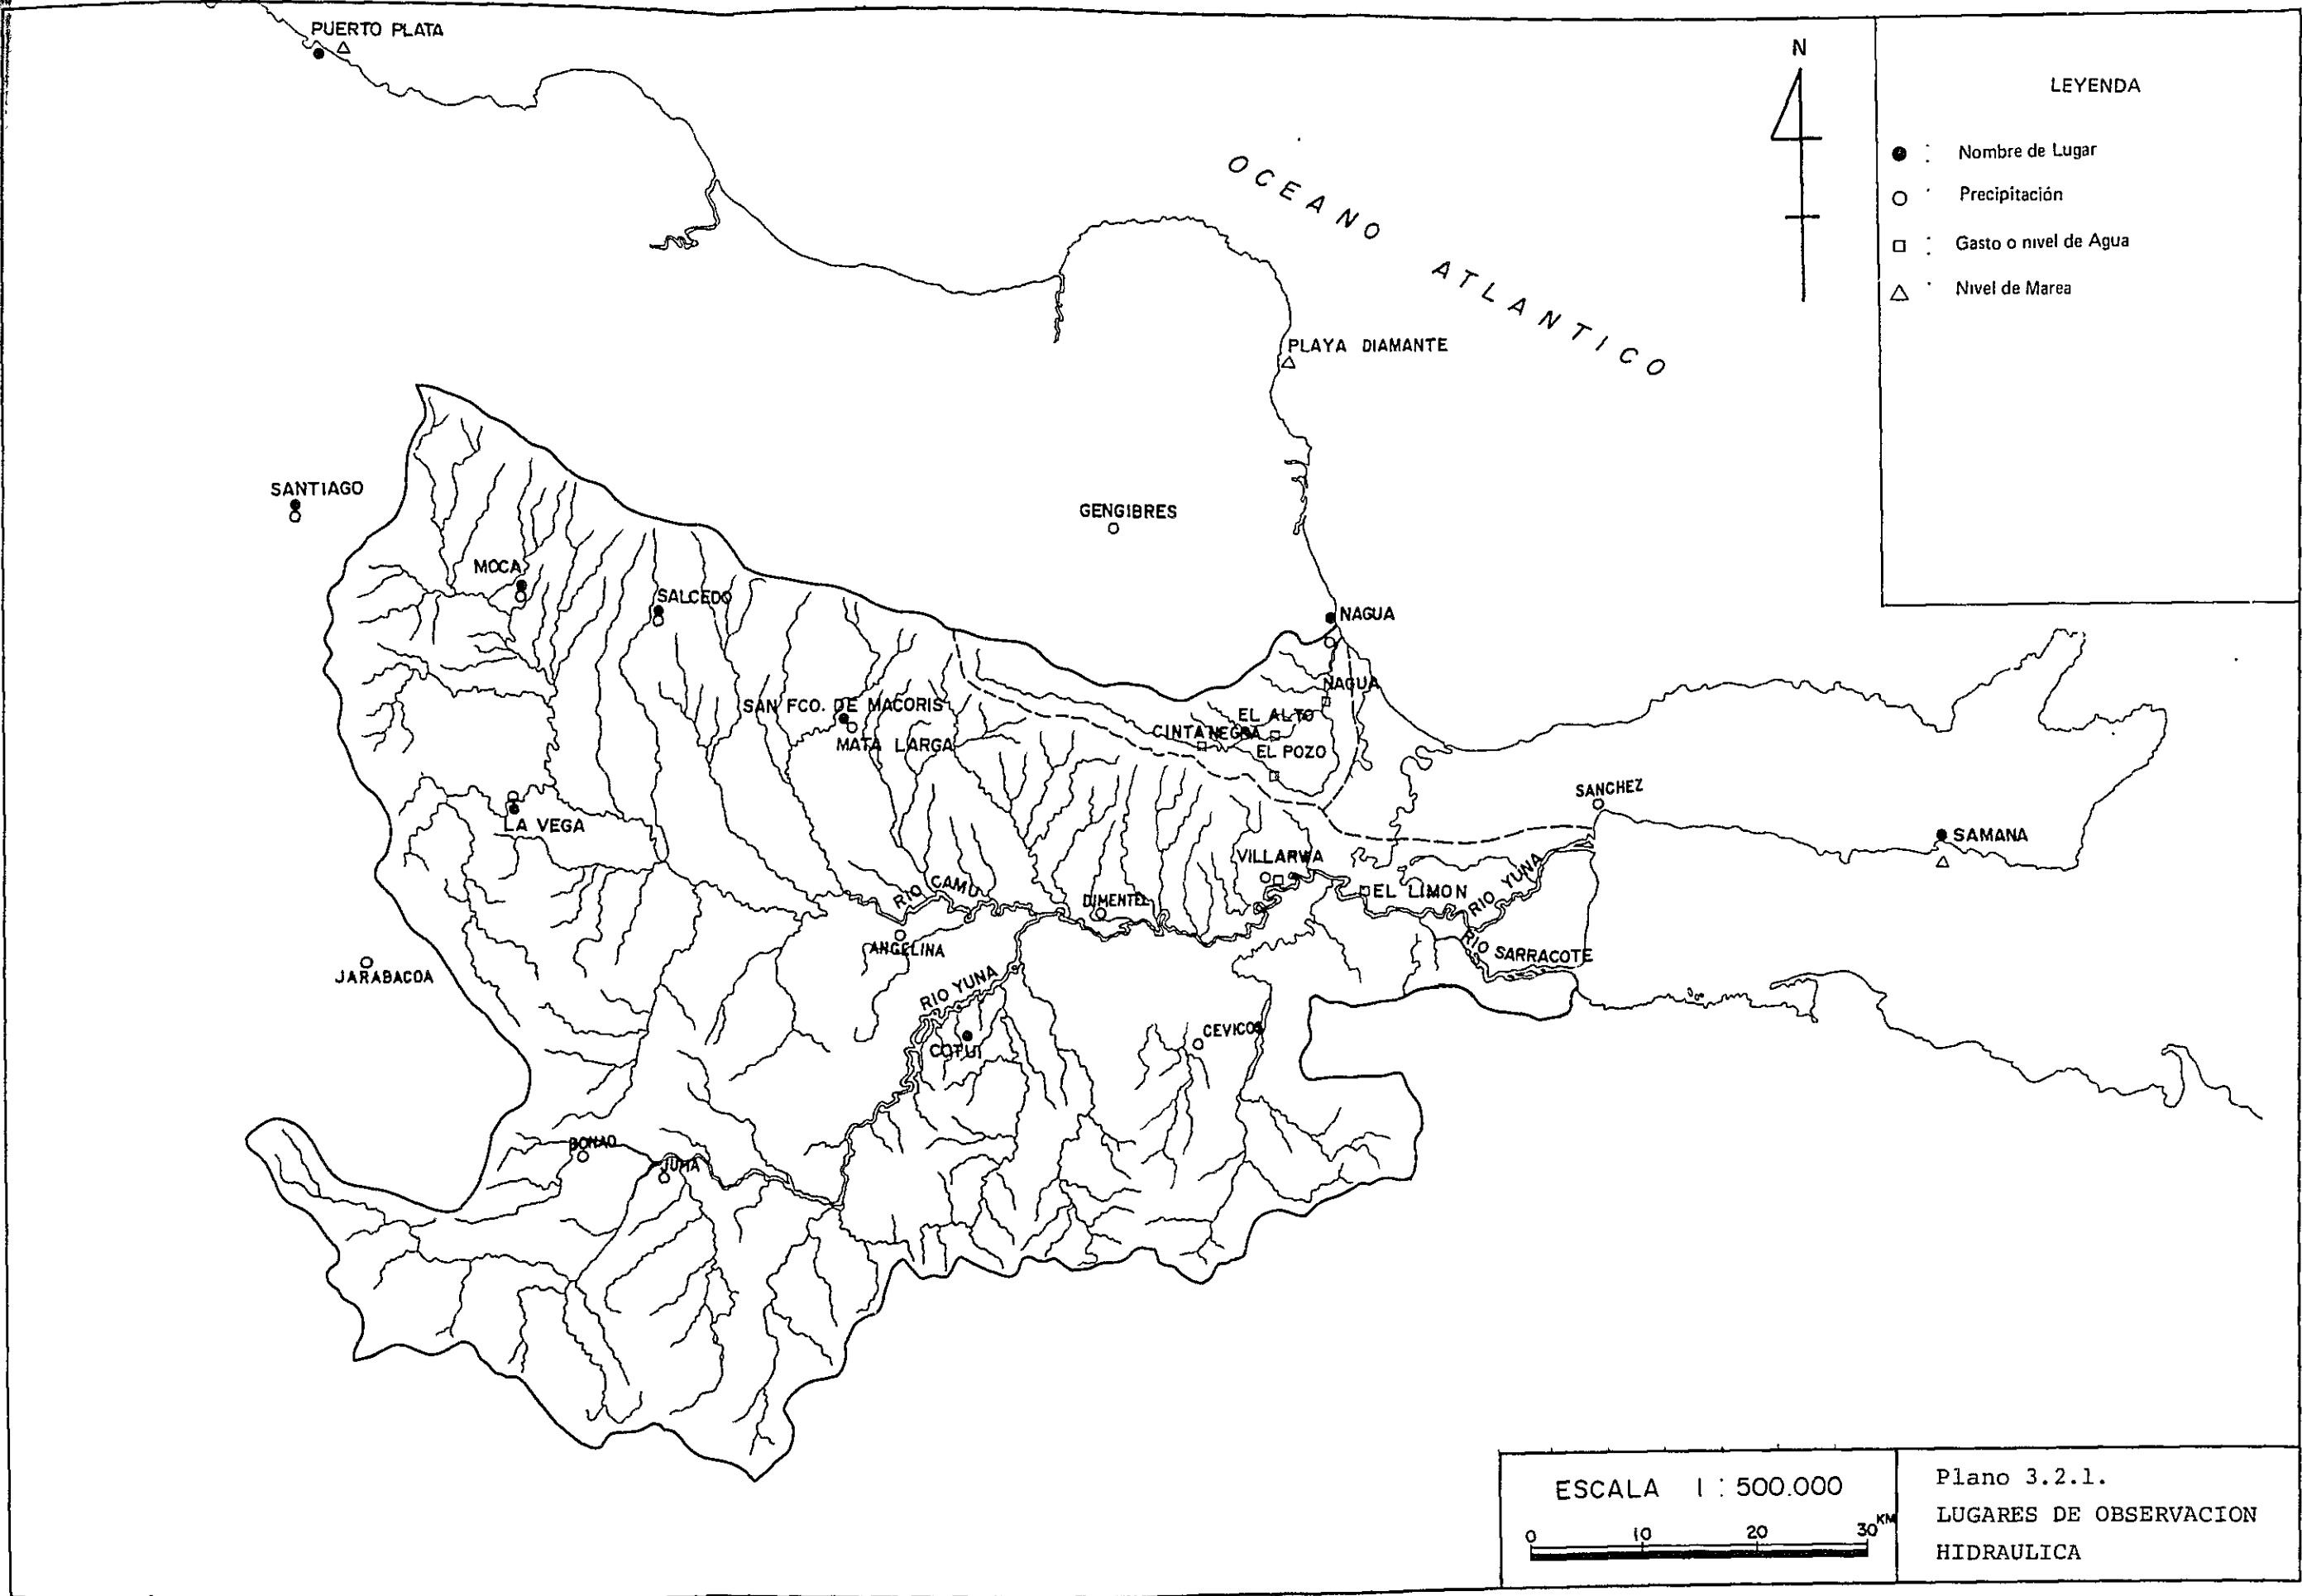 PUERTO PLATA
N
LEYENDA
Nombre de Lugar
Precipitación
Gasto o nivel de Agua
Nivel de Marea
OCEANO ATLANTICO
PLAYA DIAMANTE
SANTIAGO
GENGIBRES
MOCA
SALCEDO
NAGUA
NAGUA
SAN FCO. DE MACORIS
EL ALTO
CINTA NEGRA
MATA LARGA
EL POZO
SANCHEZ
LA VEGA
SAMANA
VILLARWA
RIO CAMU
DIMENTEL
EL LIMON
RIO YUNA
ANGELINA
RIO SARRACOTE
JARABACOA
RIO YUNA
CEVICOS
COTUI
BONAO
JUMA
ESCALA 1 : 500.000
0 10 20 30 KM
Plano 3.2.1.
LUGARES DE OBSERVACION
HIDRAULICA